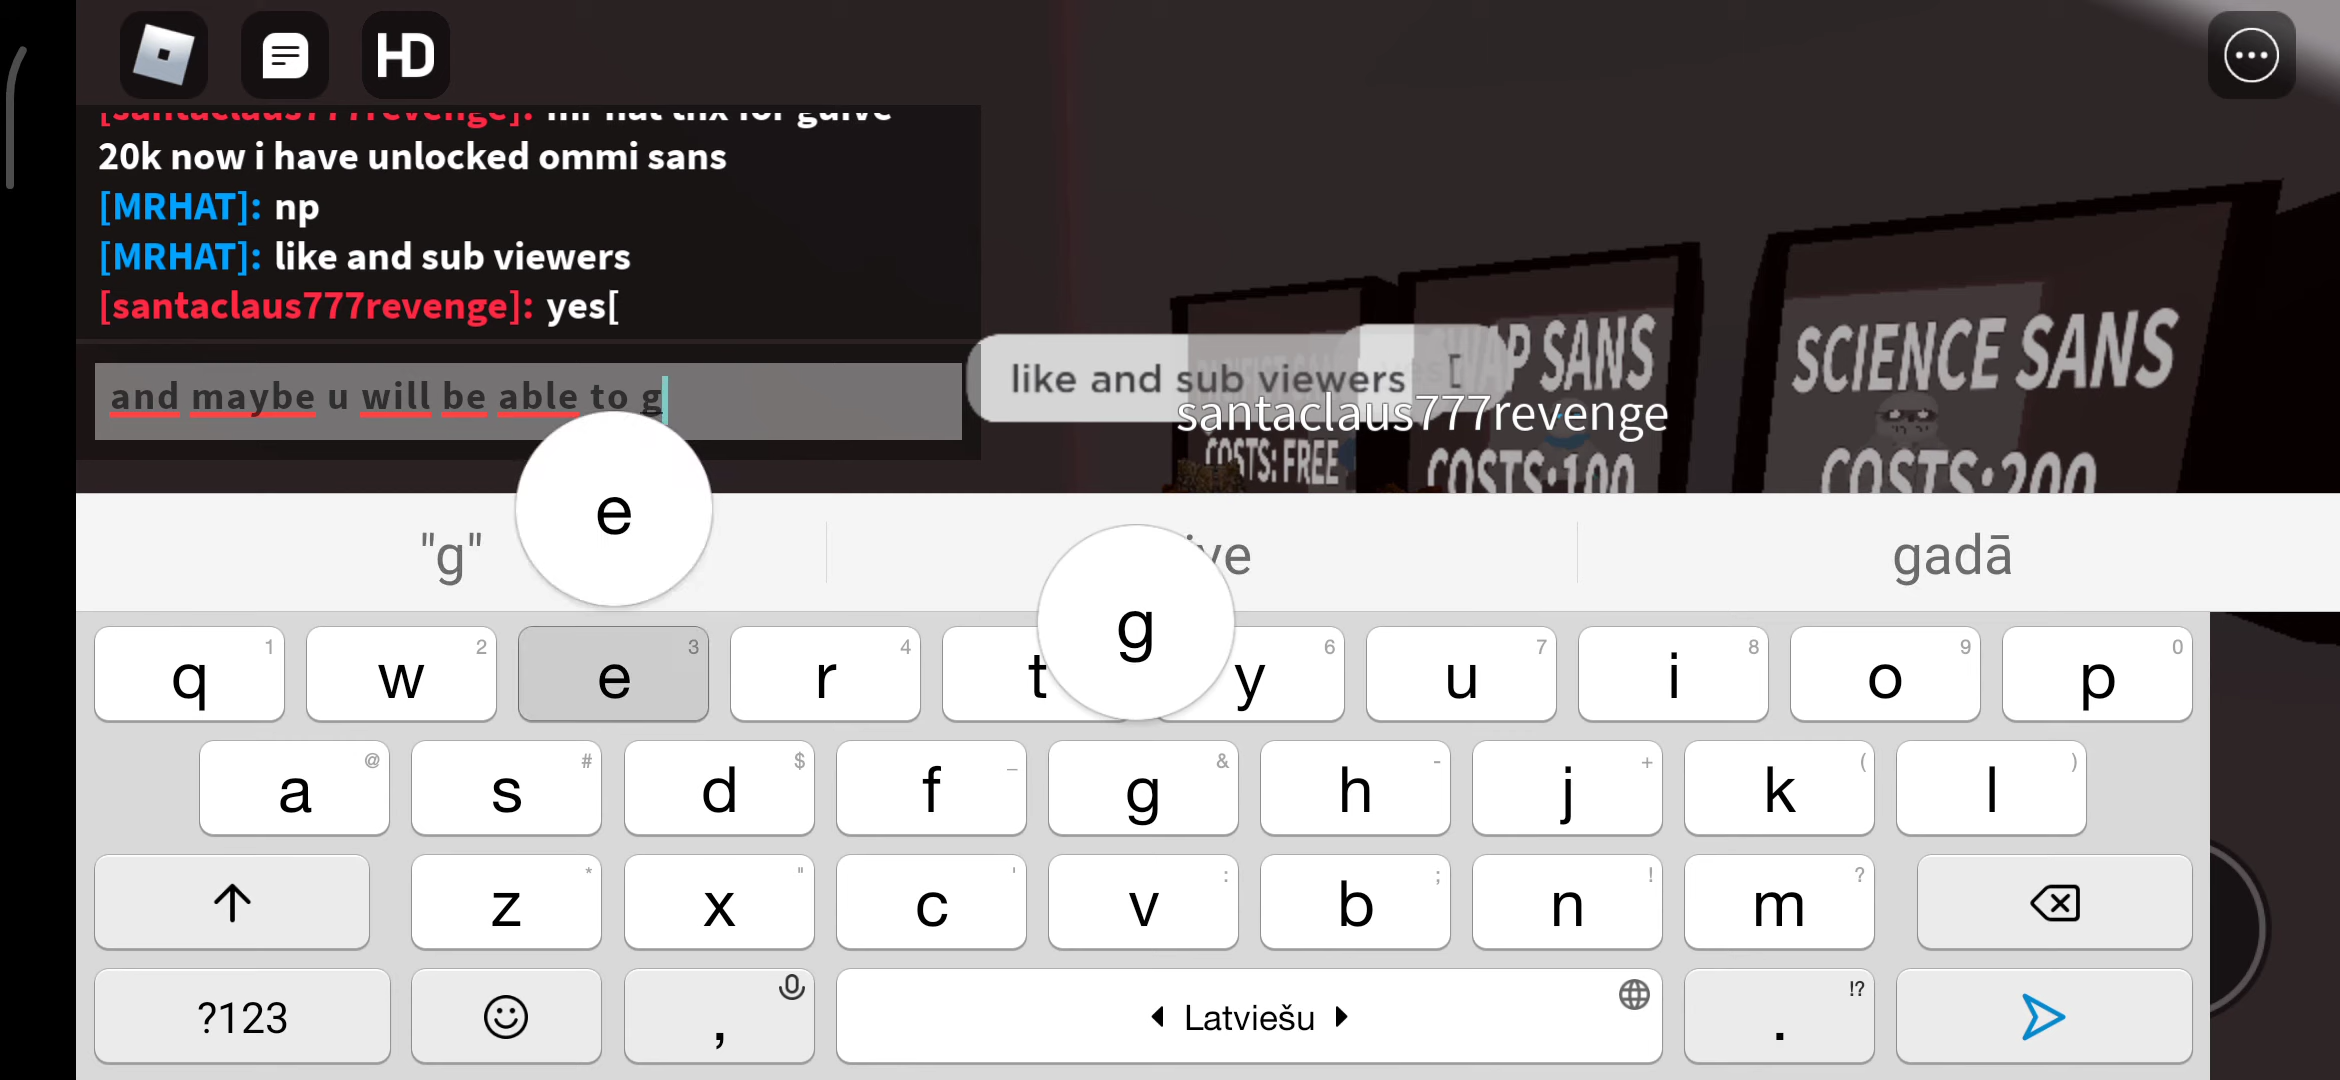 HD
20k now i have unlocked ommi sans
[MRHAT]: np
[MRHAT]: like and sub viewers
[santaclaus777revenge]: yes[
and maybe u will be able to g
like and sub viewers [
santaclaus777revenge
COSTS: FREE
SANS
COSTS:100
SCIENCE SANS
COSTS:200
"g"
gadā
e
g
q 1 w 2 e 3 r 4 t y 6 u 7 i 8 o 9 p 0
a @ s # d $ f _ g & h - j + k ( l )
z * x " c ' v : b ; n ! m ?
?123 , Latviešu . !?